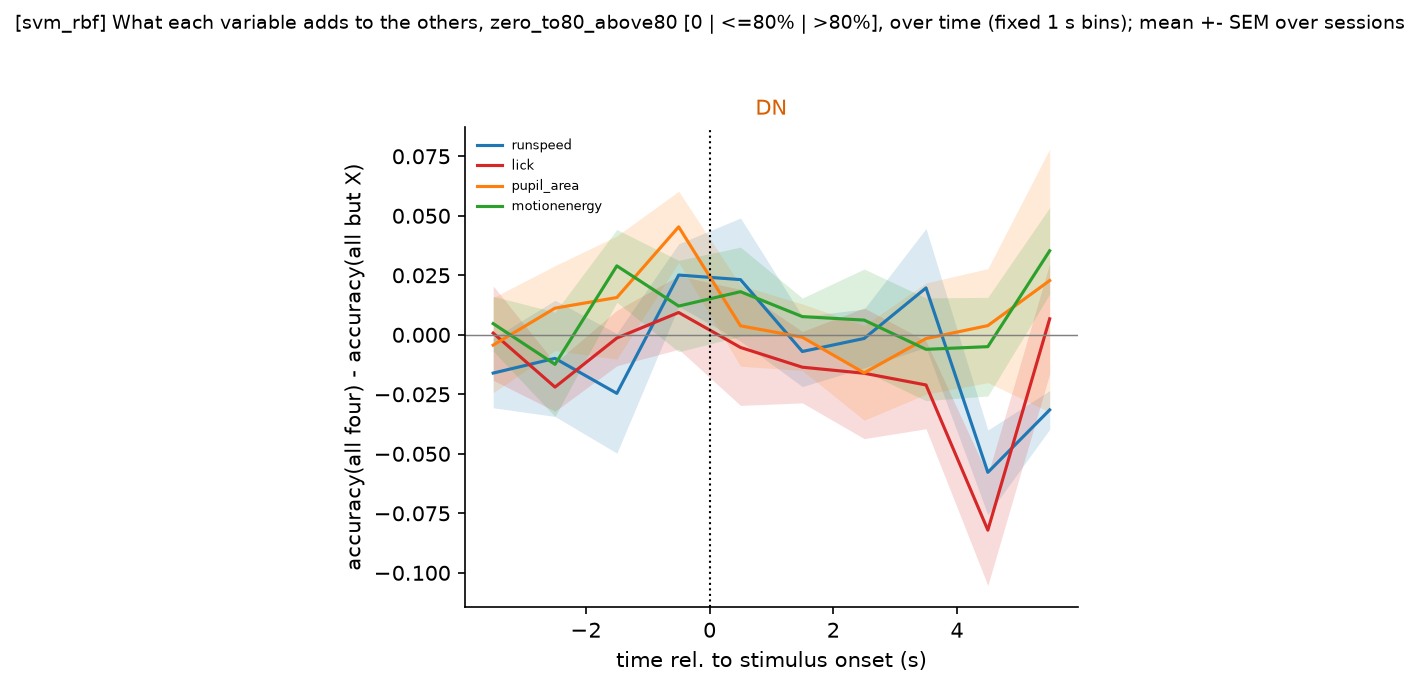 [svm_rbf] What each variable adds to the others, zero_to80_above80 [0 | <=80% | >80%], over time (fixed 1 s bins); mean +- SEM over sessions
DN
runspeed
lick
pupil_area
motionenergy
accuracy(all four) - accuracy(all but X)
0.075
0.050
0.025
0.000
−0.025
−0.050
−0.075
−0.100
−2
0
2
4
time rel. to stimulus onset (s)